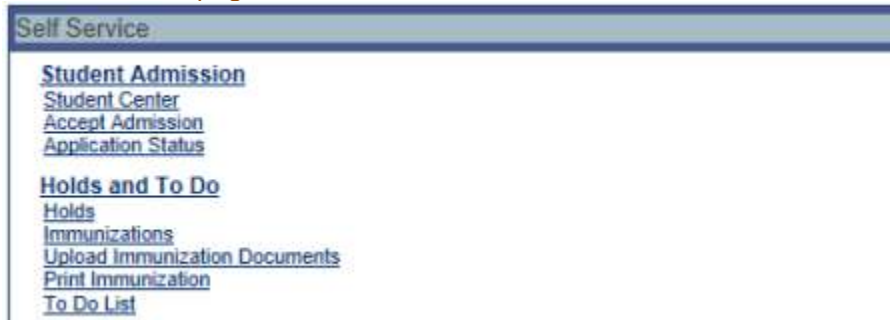 Self Service
Student Admission
Student Center
Accept Admission
Application Status
Holds and To Do
Holds
Immunizations
Upload Immunization Documents
Print Immunization
To Do List